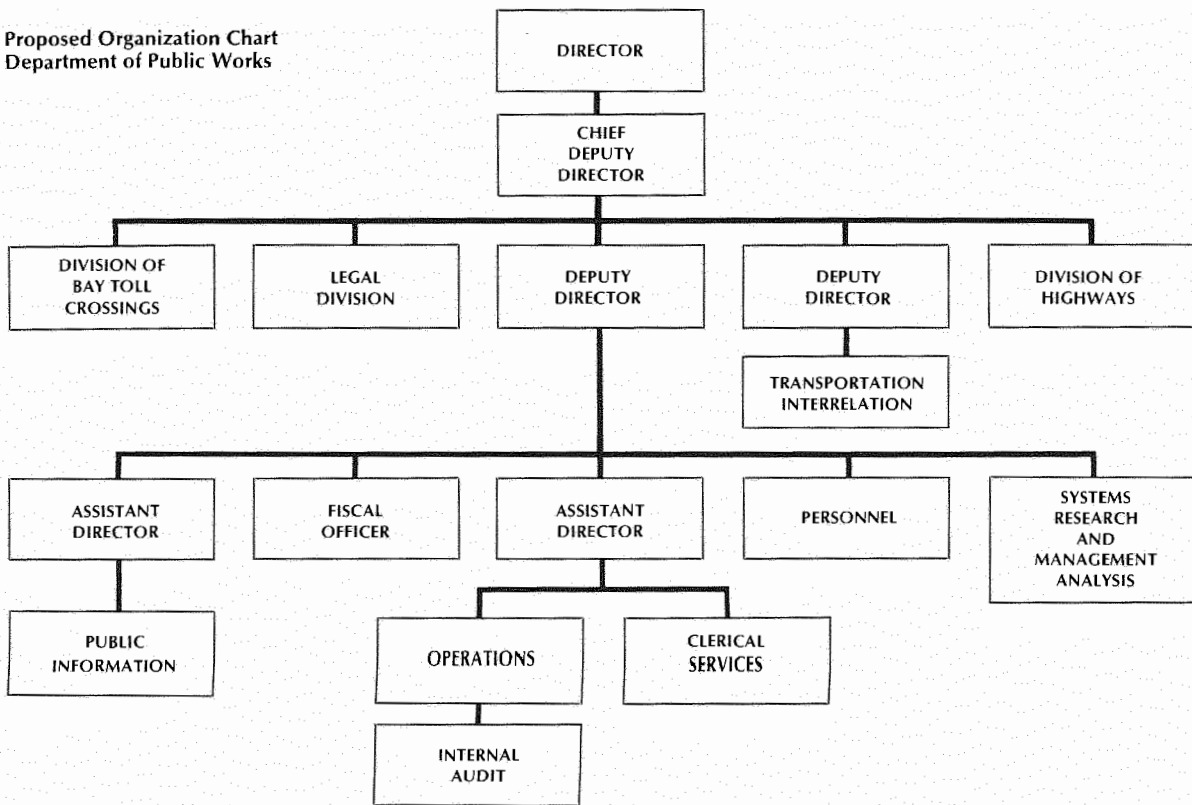 Proposed Organization Chart
Department of Public Works
DIRECTOR
CHIEF
DEPUTY
DIRECTOR
DIVISION OF
BAY TOLL
CROSSINGS
LEGAL
DIVISION
DEPUTY
DIRECTOR
DEPUTY
DIRECTOR
DIVISION OF
HIGHWAYS
TRANSPORTATION
INTERRELATION
ASSISTANT
DIRECTOR
FISCAL
OFFICER
ASSISTANT
DIRECTOR
PERSONNEL
SYSTEMS
RESEARCH
AND
MANAGEMENT
ANALYSIS
PUBLIC
INFORMATION
OPERATIONS
CLERICAL
SERVICES
INTERNAL
AUDIT